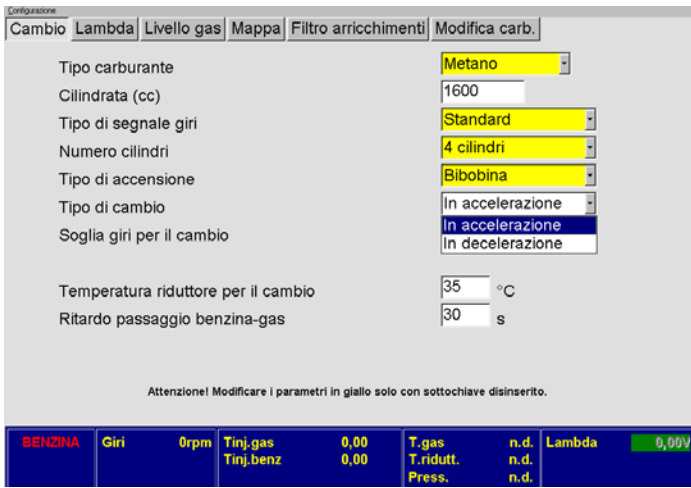 Configurazione
Cambio Lambda Livello gas Mappa Filtro arricchimenti Modifica carb.
Tipo carburante Metano
Cilindrata (cc) 1600
Tipo di segnale giri Standard
Numero cilindri 4 cilindri
Tipo di accensione Bibobina
Tipo di cambio In accelerazione
In accelerazione
Soglia giri per il cambio In decelerazione
Temperatura riduttore per il cambio 35 °C
Ritardo passaggio benzina-gas 30 s
Attenzione! Modificare i parametri in giallo solo con sottochiave disinserito.
BENZINA Giri 0rpm Tinj.gas 0,00 T.gas n.d. Lambda 0,00V
Tinj.benz 0,00 T.ridutt. n.d.
Press. n.d.